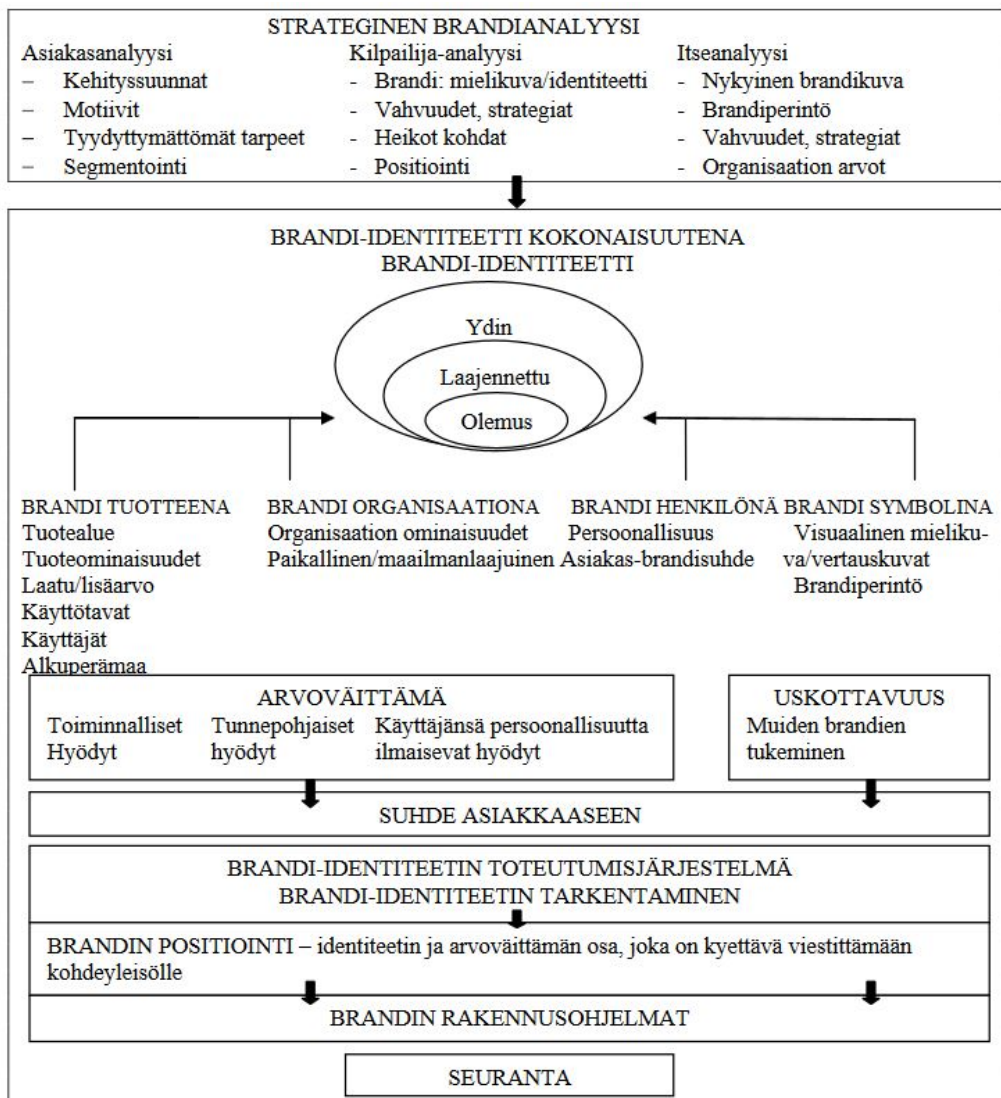 STRATEGINEN BRANDIANALYYSI
Asiakasanalyysi
– Kehityssuunnat
– Motiivit
– Tyydyttymättömät tarpeet
– Segmentointi
Kilpailija-analyysi
- Brandi: mielikuva/identiteetti
- Vahvuudet, strategiat
- Heikot kohdat
- Positiointi
Itseanalyysi
- Nykyinen brandikuva
- Brandiperintö
- Vahvuudet, strategiat
- Organisaation arvot
BRANDI-IDENTITEETTI KOKONAISUUTENA
BRANDI-IDENTITEETTI
Ydin
Laajennettu
Olemus
BRANDI TUOTTEENA
Tuotealue
Tuoteominaisuudet
Laatu/lisäarvo
Käyttötavat
Käyttäjät
Alkuperämaa
BRANDI ORGANISAATIONA
Organisaation ominaisuudet
Paikallinen/maailmanlaajuinen
BRANDI HENKILÖNÄ
Persoonallisuus
Asiakas-brandisuhde
BRANDI SYMBOLINA
Visuaalinen mieliku-
va/vertauskuvat
Brandiperintö
ARVOVÄITTÄMÄ
Toiminnalliset
Hyödyt
Tunnepohjaiset
hyödyt
Käyttäjänsä persoonallisuutta
ilmaisevat hyödyt
USKOTTAVUUS
Muiden brandien
tukeminen
SUHDE ASIAKKAASEEN
BRANDI-IDENTITEETIN TOTEUTUMISJÄRJESTELMÄ
BRANDI-IDENTITEETIN TARKENTAMINEN
BRANDIN POSITIOINTI – identiteetin ja arvoväittämän osa, joka on kyettävä viestittämään
kohdeyleisölle
BRANDIN RAKENNUSOHJELMAT
SEURANTA